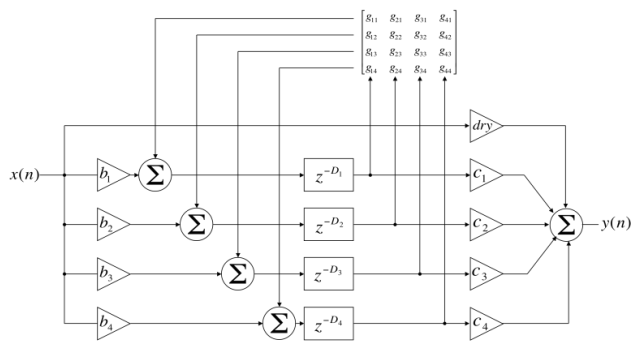 g11 g21 g31 g41
g12 g22 g32 g42
g13 g23 g33 g43
g14 g24 g34 g44
dry
x(n) b1 Σ z^-D1 c1
b2 Σ z^-D2 c2 Σ y(n)
b3 Σ z^-D3 c3
b4 Σ z^-D4 c4